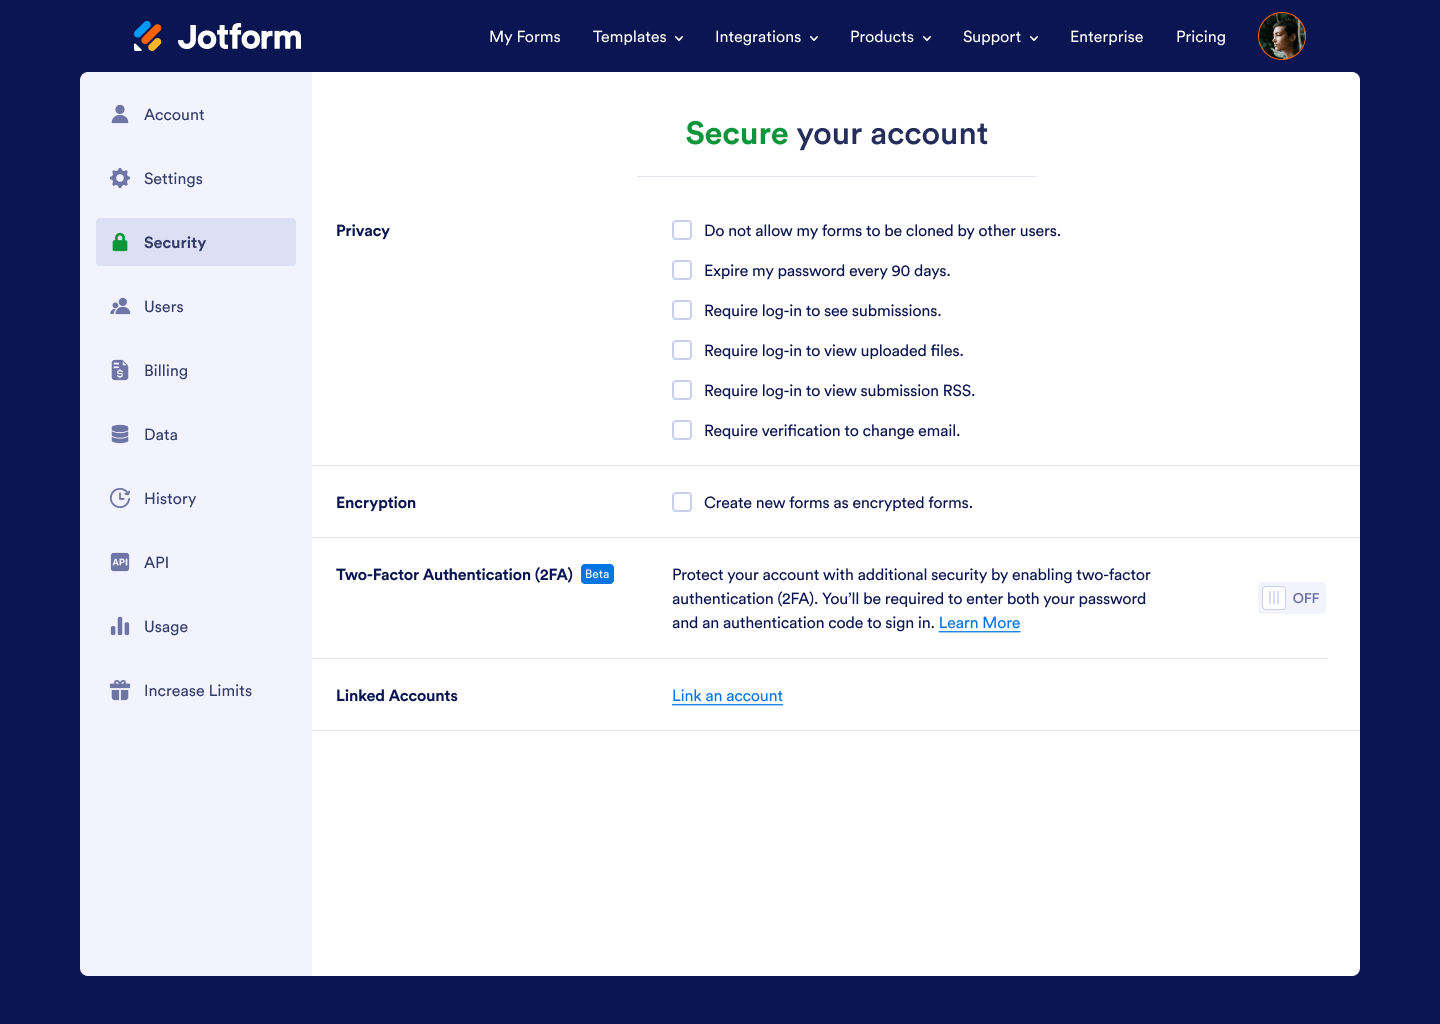 Jotform
My Forms Templates Integrations Products Support Enterprise Pricing
Account
Settings
Security
Users
Billing
Data
History
API API
Usage
Increase Limits
Secure your account
Privacy
Do not allow my forms to be cloned by other users.
Expire my password every 90 days.
Require log-in to see submissions.
Require log-in to view uploaded files.
Require log-in to view submission RSS.
Require verification to change email.
Encryption
Create new forms as encrypted forms.
Two-Factor Authentication (2FA) Beta
Protect your account with additional security by enabling two-factor
authentication (2FA). You’ll be required to enter both your password
and an authentication code to sign in. Learn More
OFF
Linked Accounts
Link an account